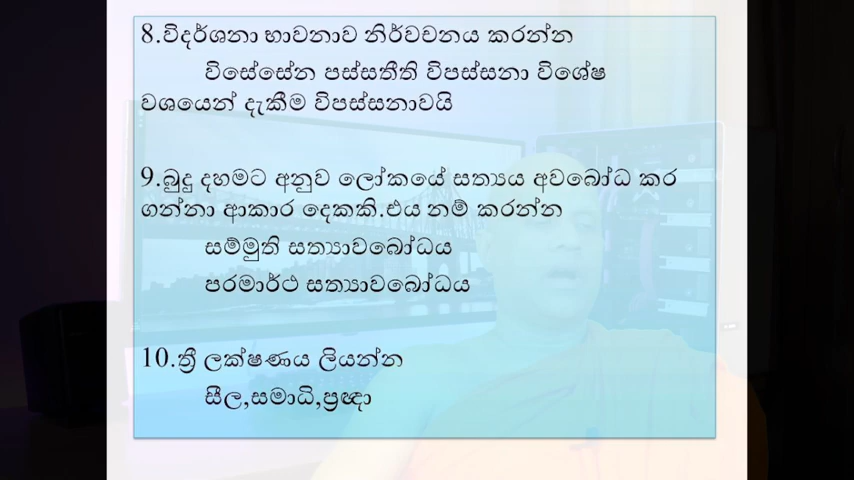 8.විදර්ශනා භාවනාව නිර්වචනය කරන්න
විසේසේන පස්සතීති විපස්සනා විශේෂ
වශයෙන් දැකීම විපස්සනාවයි
9.බුදු දහමට අනුව ලෝකයේ සත්‍යය අවබෝධ කර
ගන්නා ආකාර දෙකකි.එය නම් කරන්න
සම්මුති සත්‍යාවබෝධය
පරමාර්ථ සත්‍යාවබෝධය
10.ත්‍රී ලක්ෂණය ලියන්න
සීල,සමාධි,ප්‍රඥා